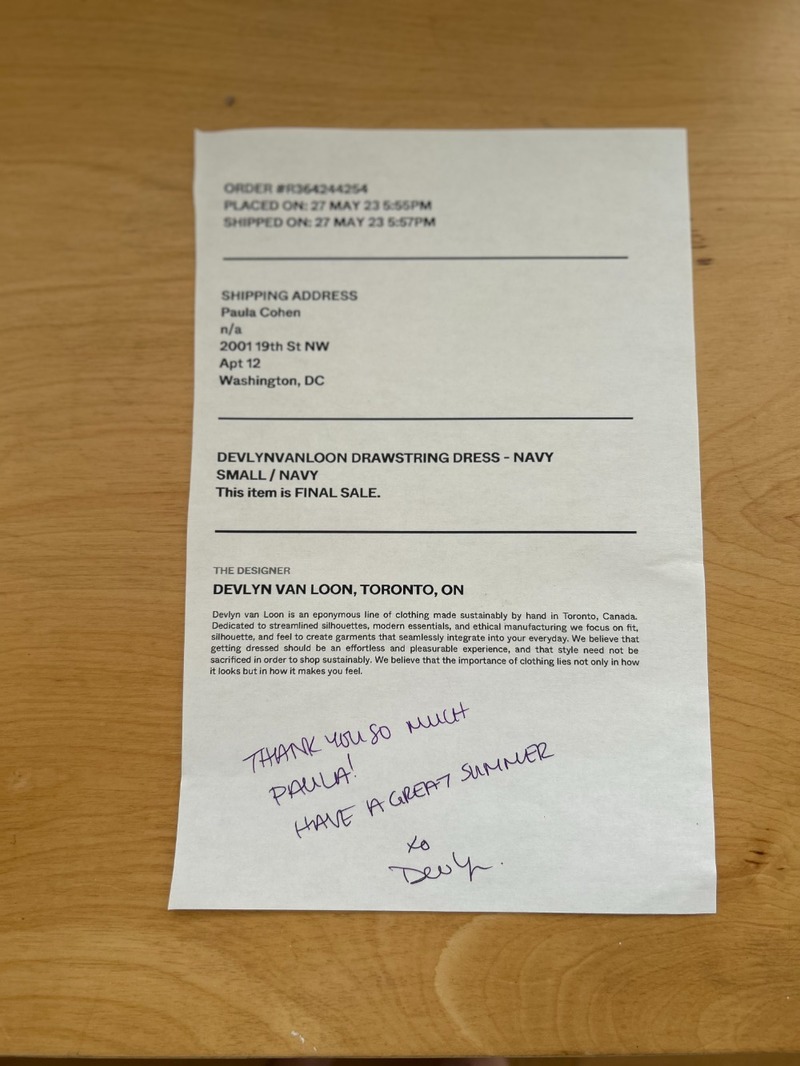 ORDER #R364244254
PLACED ON: 27 MAY 23 5:55PM
SHIPPED ON: 27 MAY 23 5:57PM
SHIPPING ADDRESS
Paula Cohen
n/a
2001 19th St NW
Apt 12
Washington, DC
DEVLYNVANLOON DRAWSTRING DRESS - NAVY
SMALL / NAVY
This item is FINAL SALE.
THE DESIGNER
DEVLYN VAN LOON, TORONTO, ON
Devlyn van Loon is an eponymous line of clothing made sustainably by hand in Toronto, Canada.
Dedicated to streamlined silhouettes, modern essentials, and ethical manufacturing we focus on fit,
silhouette, and feel to create garments that seamlessly integrate into your everyday. We believe that
getting dressed should be an effortless and pleasurable experience, and that style need not be
sacrificed in order to shop sustainably. We believe that the importance of clothing lies not only in how
it looks but in how it makes you feel.
THANK YOU SO MUCH
PAULA!
HAVE A GREAT SUMMER
xo
Devlyn.